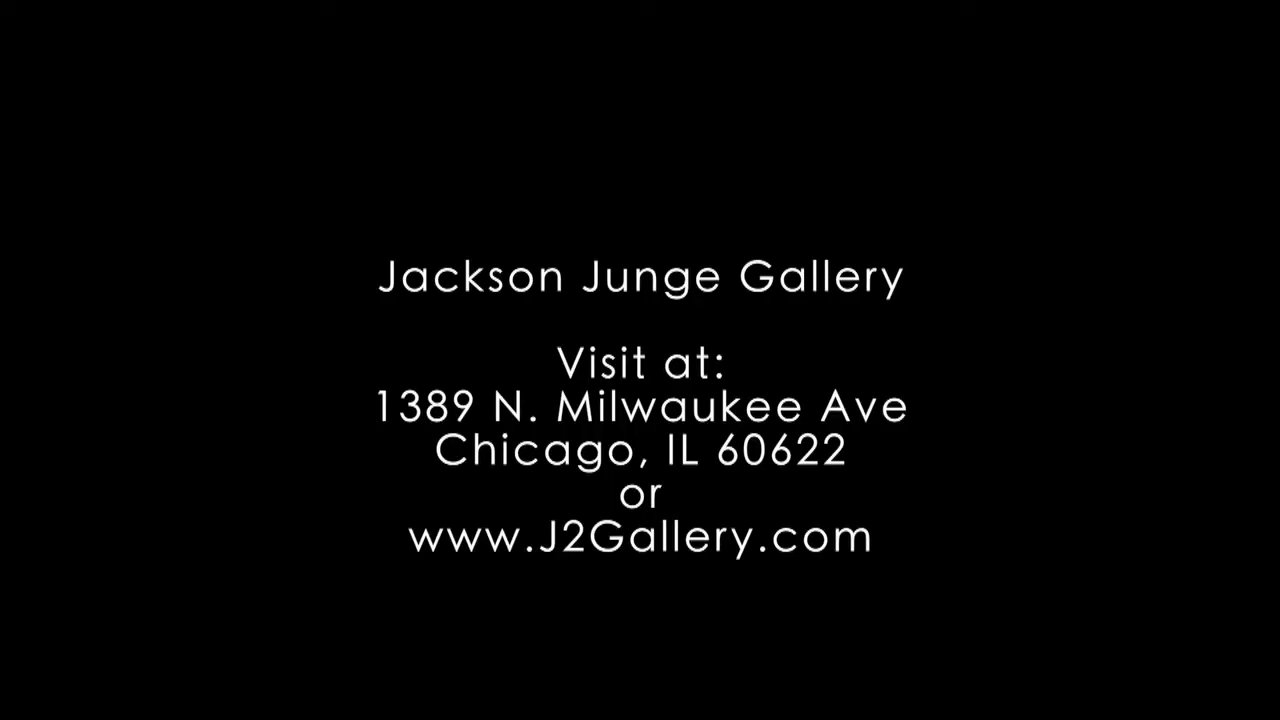 Jackson Junge Gallery
Visit at:
1389 N. Milwaukee Ave
Chicago, IL 60622
or
www.J2Gallery.com